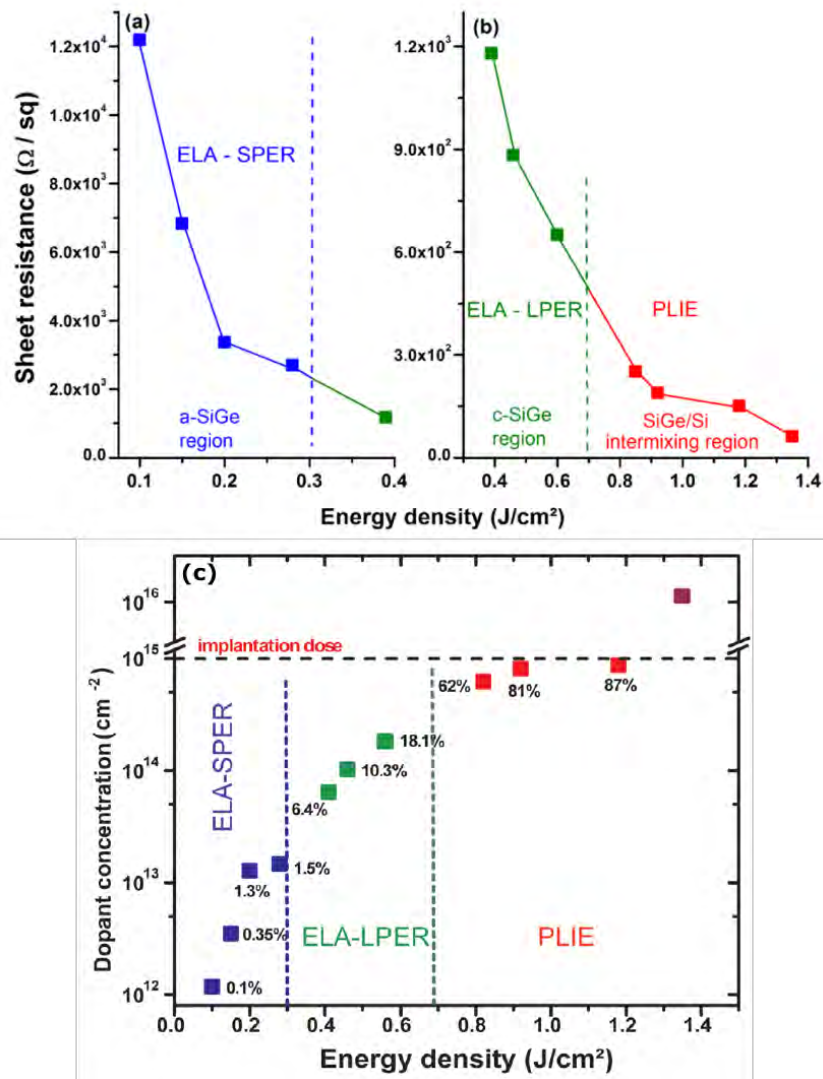 (a)
(b)
1.2x10⁴
1.0x10⁴
8.0x10³
6.0x10³
4.0x10³
2.0x10³
0.0
1.2x10³
9.0x10²
6.0x10²
3.0x10²
0.0
Sheet resistance (Ω / sq)
ELA - SPER
ELA - LPER
PLIE
a-SiGe
region
c-SiGe
region
SiGe/Si
intermixing region
0.1
0.2
0.3
0.4
0.4
0.6
0.8
1.0
1.2
1.4
Energy density (J/cm²)
(c)
10¹⁶
10¹⁵
10¹⁴
10¹³
10¹²
Dopant concentration (cm⁻²)
implantation dose
62%
81%
87%
18.1%
10.3%
6.4%
1.5%
1.3%
0.35%
0.1%
ELA-SPER
ELA-LPER
PLIE
0.0
0.2
0.4
0.6
0.8
1.0
1.2
1.4
Energy density (J/cm²)